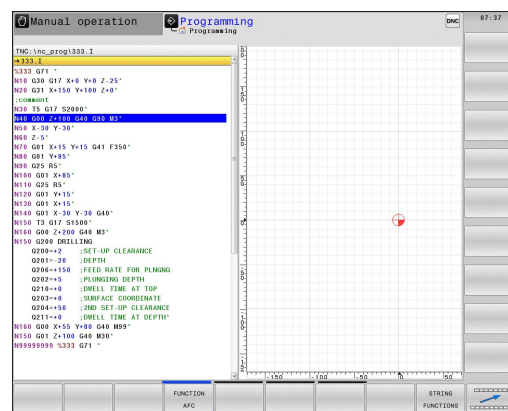 Manual operation
Programming
Programming
DNC
07:37
TNC:\nc_prog\333.I
→333.I
%333 G71 *
N10 G30 G17 X+0 Y+0 Z-25*
N20 G31 X+150 Y+100 Z+0*
;comment
N30 T5 G17 S2000*
N40 G00 Z+100 G40 G90 M3*
N50 X-30 Y-30*
N60 Z-5*
N70 G01 X+15 Y+15 G41 F350*
N80 G01 Y+85*
N90 G25 R5*
N100 G01 X+85*
N110 G25 R5*
N120 G01 Y+15*
N130 G01 X+15*
N140 G01 X-30 Y-30 G40*
N150 T3 G17 S1500*
N160 G00 Z+200 G40 M3*
N150 G200 DRILLING
Q200=+2 ;SET-UP CLEARANCE
Q201=-20 ;DEPTH
Q206=+150 ;FEED RATE FOR PLNGNG
Q202=+5 ;PLUNGING DEPTH
Q210=+0 ;DWELL TIME AT TOP
Q203=+0 ;SURFACE COORDINATE
Q204=+50 ;2ND SET-UP CLEARANCE
Q211=+0 ;DWELL TIME AT DEPTH*
N160 G00 X+55 Y+80 G40 M99*
N150 G01 Z+100 G40 M30*
N99999999 %333 G71 *
150
100
50
0
-50
-100
-150 -100 -50 0 50
FUNCTION
AFC
STRING
FUNCTIONS